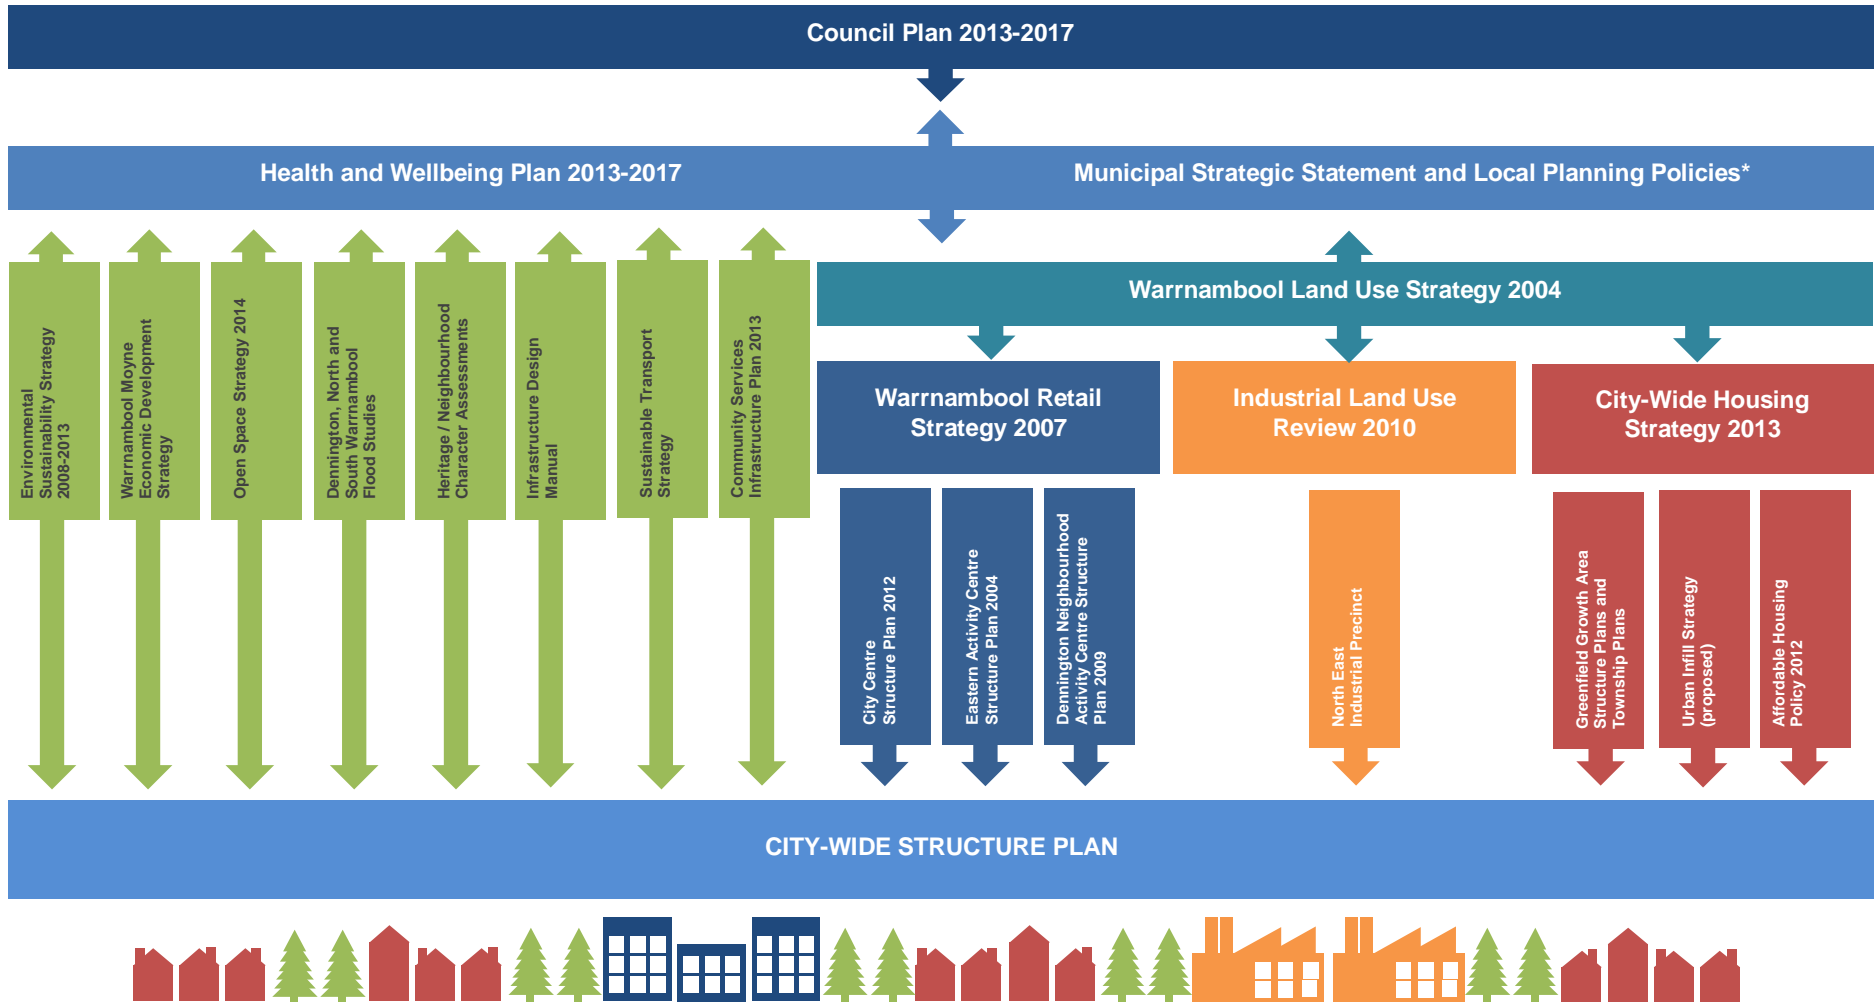 Council Plan 2013-2017
Health and Wellbeing Plan 2013-2017
Municipal Strategic Statement and Local Planning Policies*
Environmental
Sustainability Strategy
2008-2013
Warrnambool Moyne
Economic Development
Strategy
Open Space Strategy 2014
Dennington, North and
South Warrnambool
Flood Studies
Heritage / Neighbourhood
Character Assessments
Infrastructure Design
Manual
Sustainable Transport
Strategy
Community Services
Infrastructure Plan 2013
Warrnambool Land Use Strategy 2004
Warrnambool Retail
Strategy 2007
Industrial Land Use
Review 2010
City-Wide Housing
Strategy 2013
City Centre
Structure Plan 2012
Eastern Activity Centre
Structure Plan 2004
Dennington Neighbourhood
Activity Centre Structure
Plan 2009
North East
Industrial Precinct
Greenfield Growth Area
Structure Plans and
Township Plans
Urban Infill Strategy
(proposed)
Affordable Housing
Policy 2012
CITY-WIDE STRUCTURE PLAN